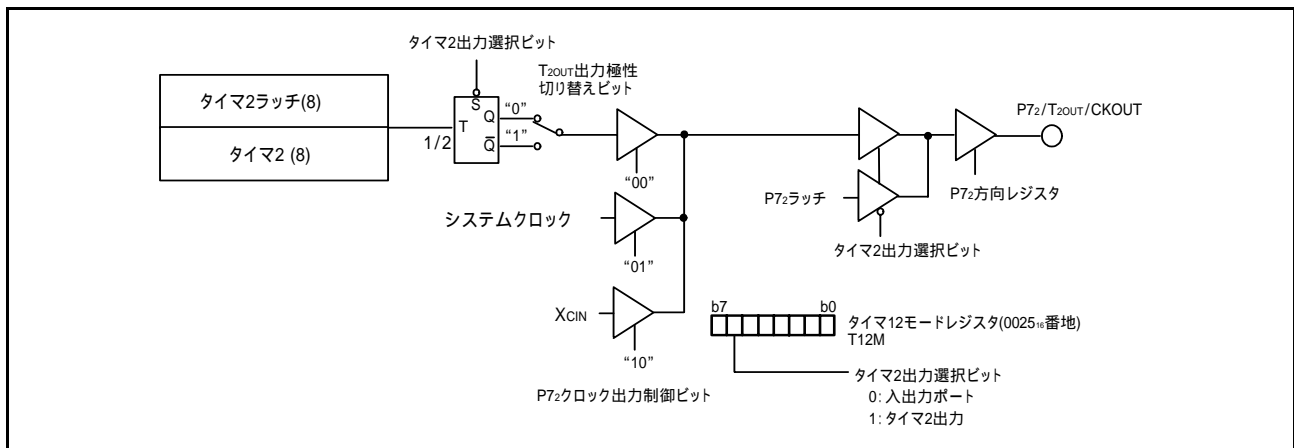 タイマ2出力選択ビット
T2OUT出力極性
切り替えビット
タイマ2ラッチ(8)
タイマ2 (8)
S
T
Q
Q̅
1/2
“0”
“1”
“00”
P72/T2OUT/CKOUT
P72ラッチ
P72方向レジスタ
システムクロック
“01”
タイマ2出力選択ビット
XCIN
“10”
b7
b0
タイマ12モードレジスタ(002516番地)
T12M
タイマ2出力選択ビット
0: 入出力ポート
1: タイマ2出力
P72クロック出力制御ビット